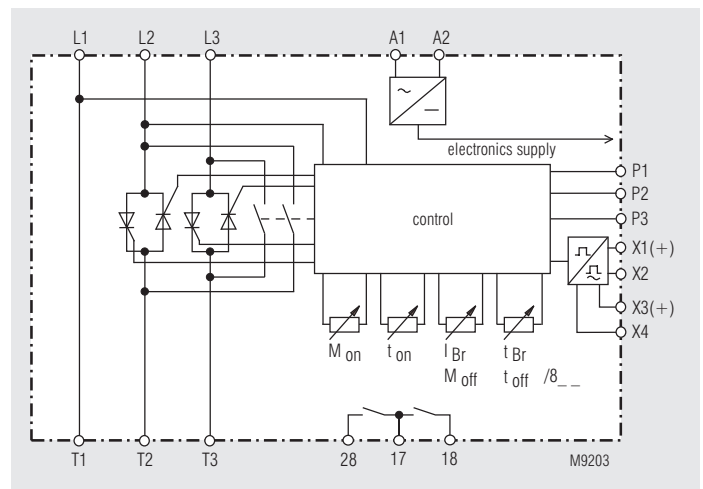 L1 L2 L3 A1 A2
electronics supply
P1
P2
control
P3
X1(+)
X2
X3(+)
X4
M on t on I Br t Br
M off t off /8_ _
T1 T2 T3 28 17 18 M9203